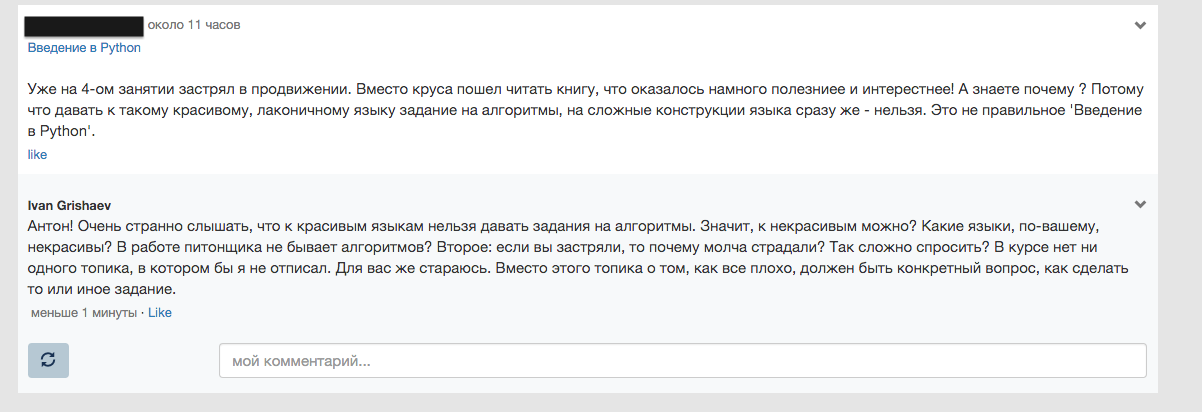 около 11 часов
Введение в Python
Уже на 4-ом занятии застрял в продвижении. Вместо круса пошел читать книгу, что оказалось намного полезниее и интерестнее! А знаете почему ? Потому
что давать к такому красивому, лаконичному языку задание на алгоритмы, на сложные конструкции языка сразу же - нельзя. Это не правильное 'Введение
в Python'.
like
Ivan Grishaev
Антон! Очень странно слышать, что к красивым языкам нельзя давать задания на алгоритмы. Значит, к некрасивым можно? Какие языки, по-вашему,
некрасивы? В работе питонщика не бывает алгоритмов? Второе: если вы застряли, то почему молча страдали? Так сложно спросить? В курсе нет ни
одного топика, в котором бы я не отписал. Для вас же стараюсь. Вместо этого топика о том, как все плохо, должен быть конкретный вопрос, как сделать
то или иное задание.
меньше 1 минуты · Like
мой комментарий...